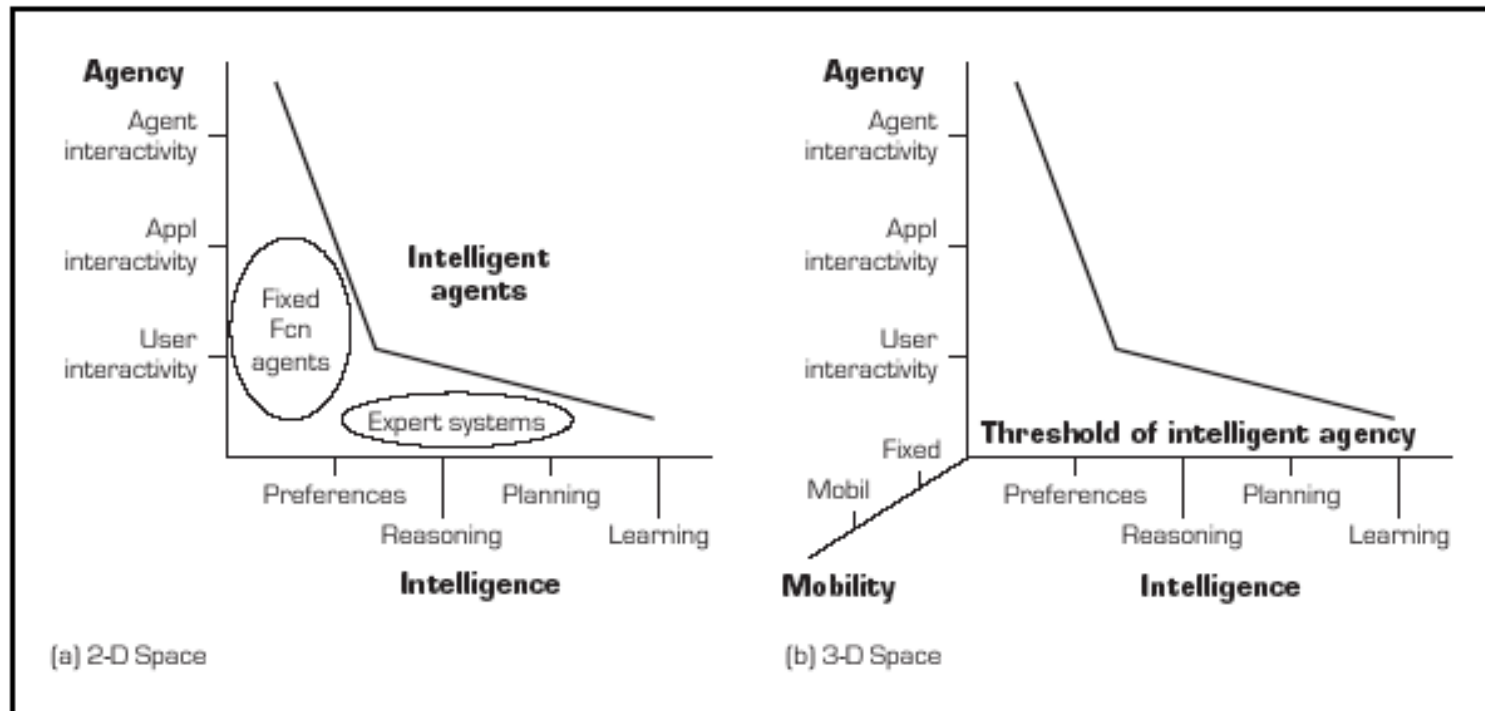 Agency
Agent
interactivity
Appl
interactivity
User
interactivity
Fixed
Fcn
agents
Intelligent
agents
Expert systems
Preferences
Planning
Reasoning
Learning
Intelligence
(a) 2-D Space
Agency
Agent
interactivity
Appl
interactivity
User
interactivity
Threshold of intelligent agency
Fixed
Mobil
Mobility
Preferences
Planning
Reasoning
Learning
Intelligence
(b) 3-D Space